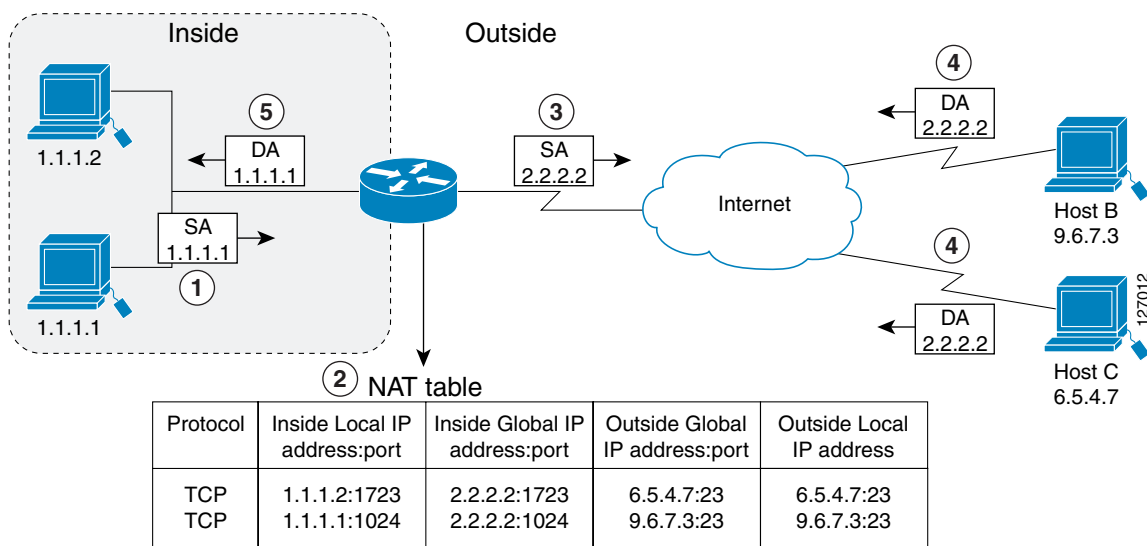 Inside
Outside
1.1.1.2
5
DA
1.1.1.1
SA
1.1.1.1
1
1.1.1.1
3
SA
2.2.2.2
Internet
4
DA
2.2.2.2
Host B
9.6.7.3
4
DA
2.2.2.2
Host C
6.5.4.7
127012
2 NAT table
Protocol
Inside Local IP
address:port
Inside Global IP
address:port
Outside Global
IP address:port
Outside Local
IP address
TCP 1.1.1.2:1723 2.2.2.2:1723 6.5.4.7:23 6.5.4.7:23
TCP 1.1.1.1:1024 2.2.2.2:1024 9.6.7.3:23 9.6.7.3:23